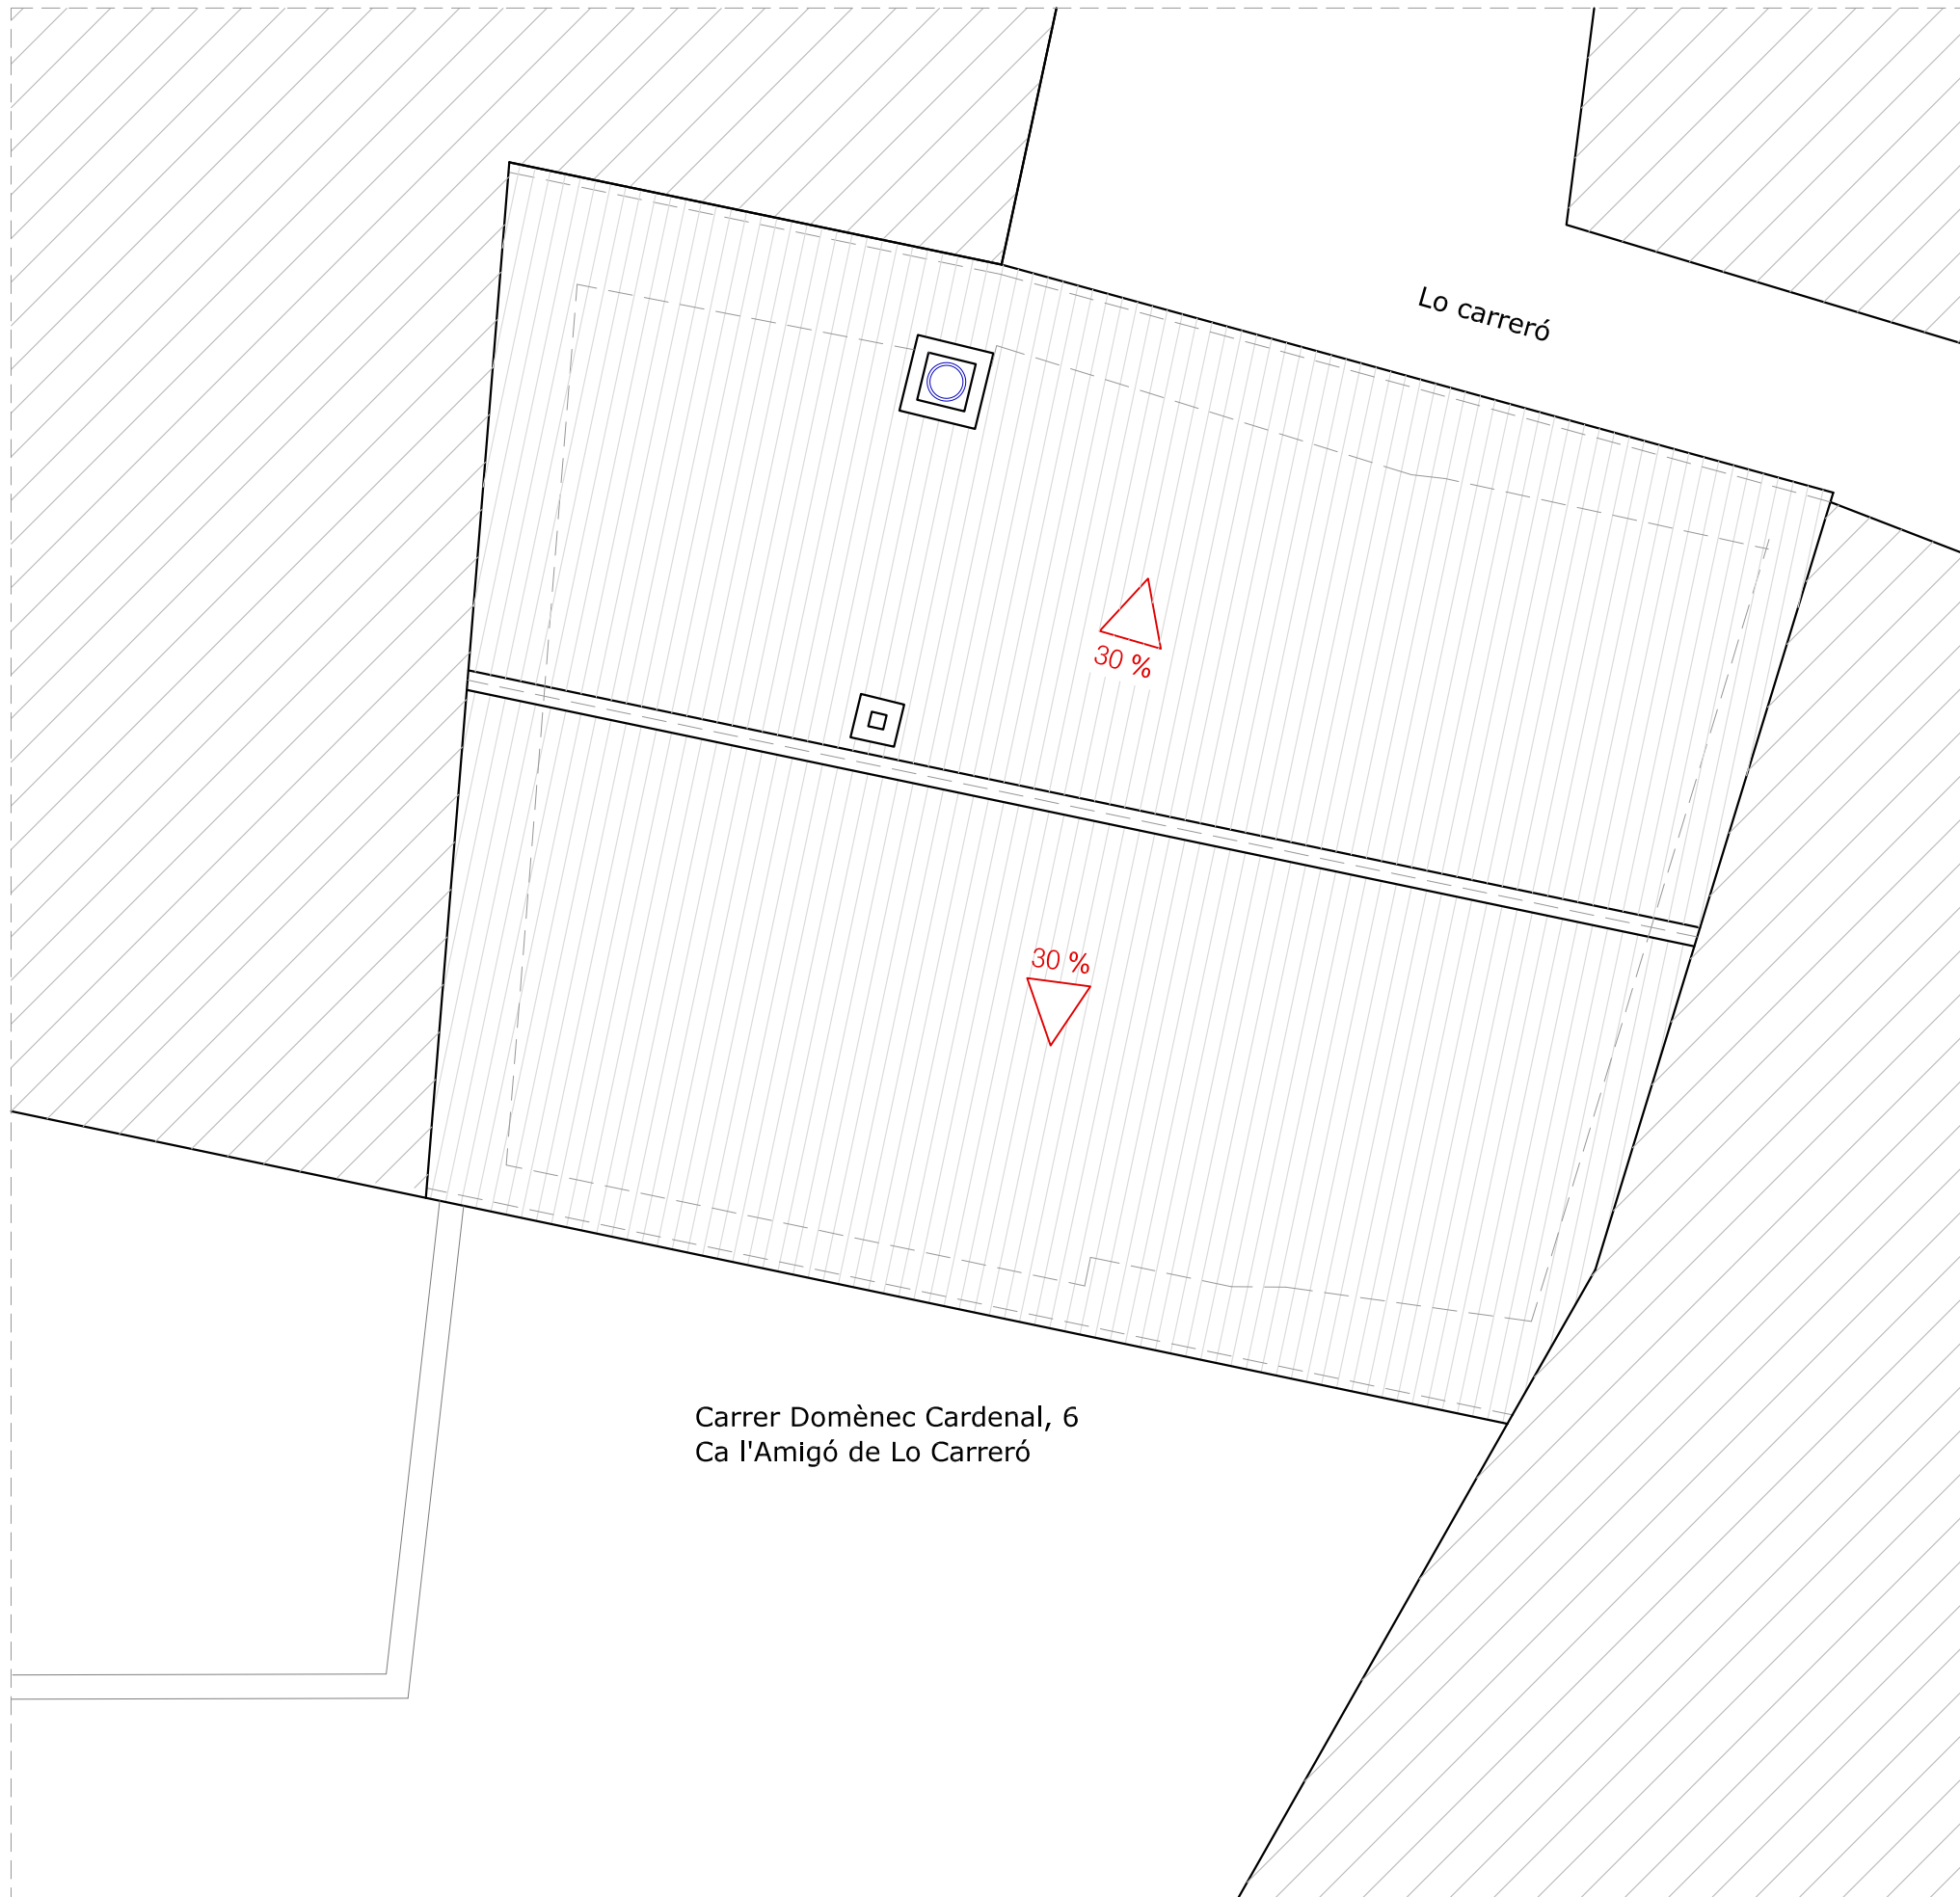 Lo carreró
30 %
30 %
Carrer Domènec Cardenal, 6
Ca l'Amigó de Lo Carreró